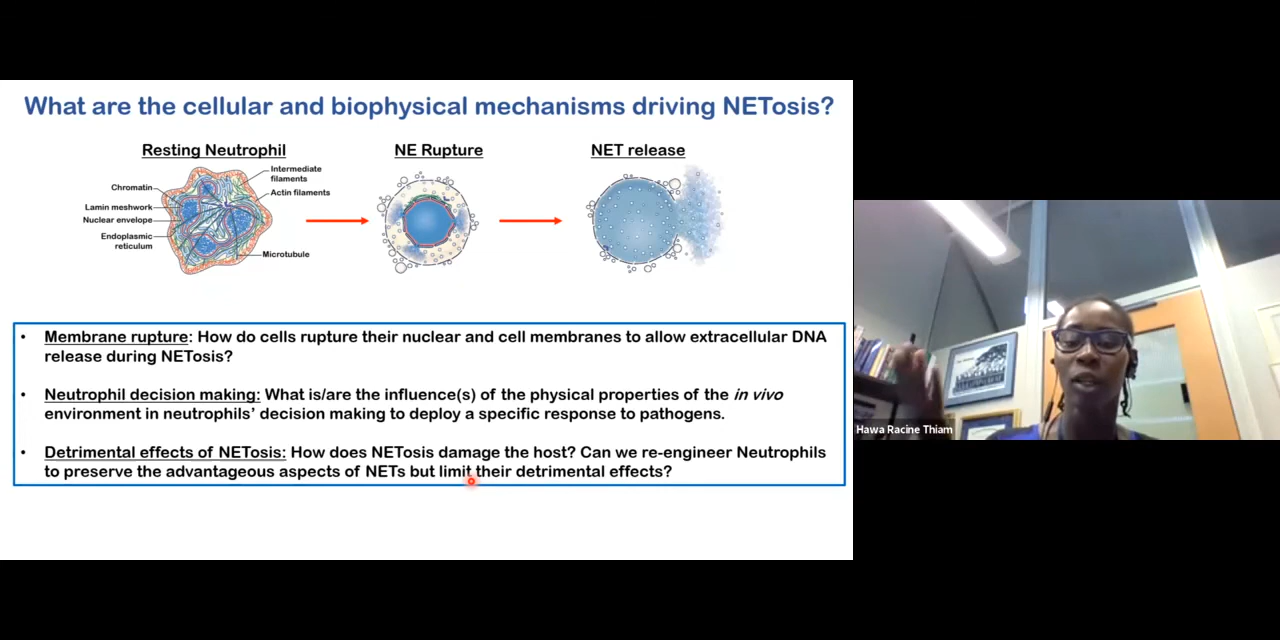 What are the cellular and biophysical mechanisms driving NETosis?
Resting Neutrophil
NE Rupture
NET release
Chromatin
Lamin meshwork
Nuclear envelope
Endoplasmic
reticulum
Intermediate
filaments
Actin filaments
Microtubule
• Membrane rupture: How do cells rupture their nuclear and cell membranes to allow extracellular DNA
release during NETosis?
• Neutrophil decision making: What is/are the influence(s) of the physical properties of the in vivo
environment in neutrophils’ decision making to deploy a specific response to pathogens.
• Detrimental effects of NETosis: How does NETosis damage the host? Can we re-engineer Neutrophils
to preserve the advantageous aspects of NETs but limit their detrimental effects?
Hawa Racine Thiam